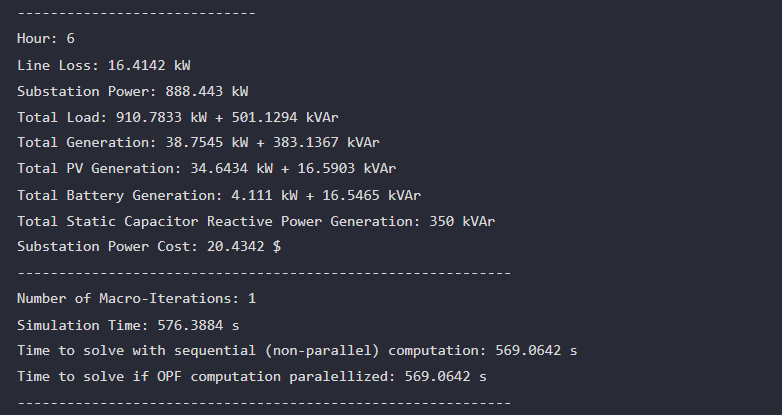 -----------------------------
Hour: 6
Line Loss: 16.4142 kW
Substation Power: 888.443 kW
Total Load: 910.7833 kW + 501.1294 kVAr
Total Generation: 38.7545 kW + 383.1367 kVAr
Total PV Generation: 34.6434 kW + 16.5903 kVAr
Total Battery Generation: 4.111 kW + 16.5465 kVAr
Total Static Capacitor Reactive Power Generation: 350 kVAr
Substation Power Cost: 20.4342 $
------------------------------------------------------------
Number of Macro-Iterations: 1
Simulation Time: 576.3884 s
Time to solve with sequential (non-parallel) computation: 569.0642 s
Time to solve if OPF computation paralellized: 569.0642 s
------------------------------------------------------------